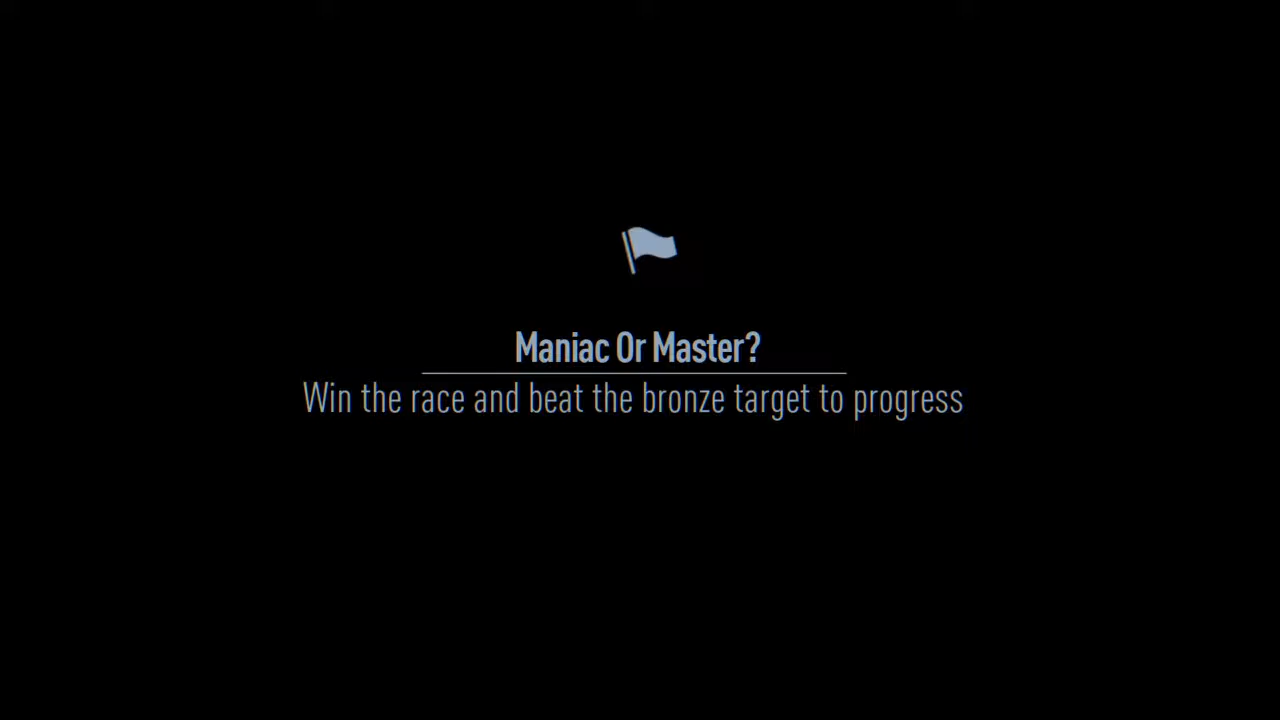 Maniac Or Master?
Win the race and beat the bronze target to progress